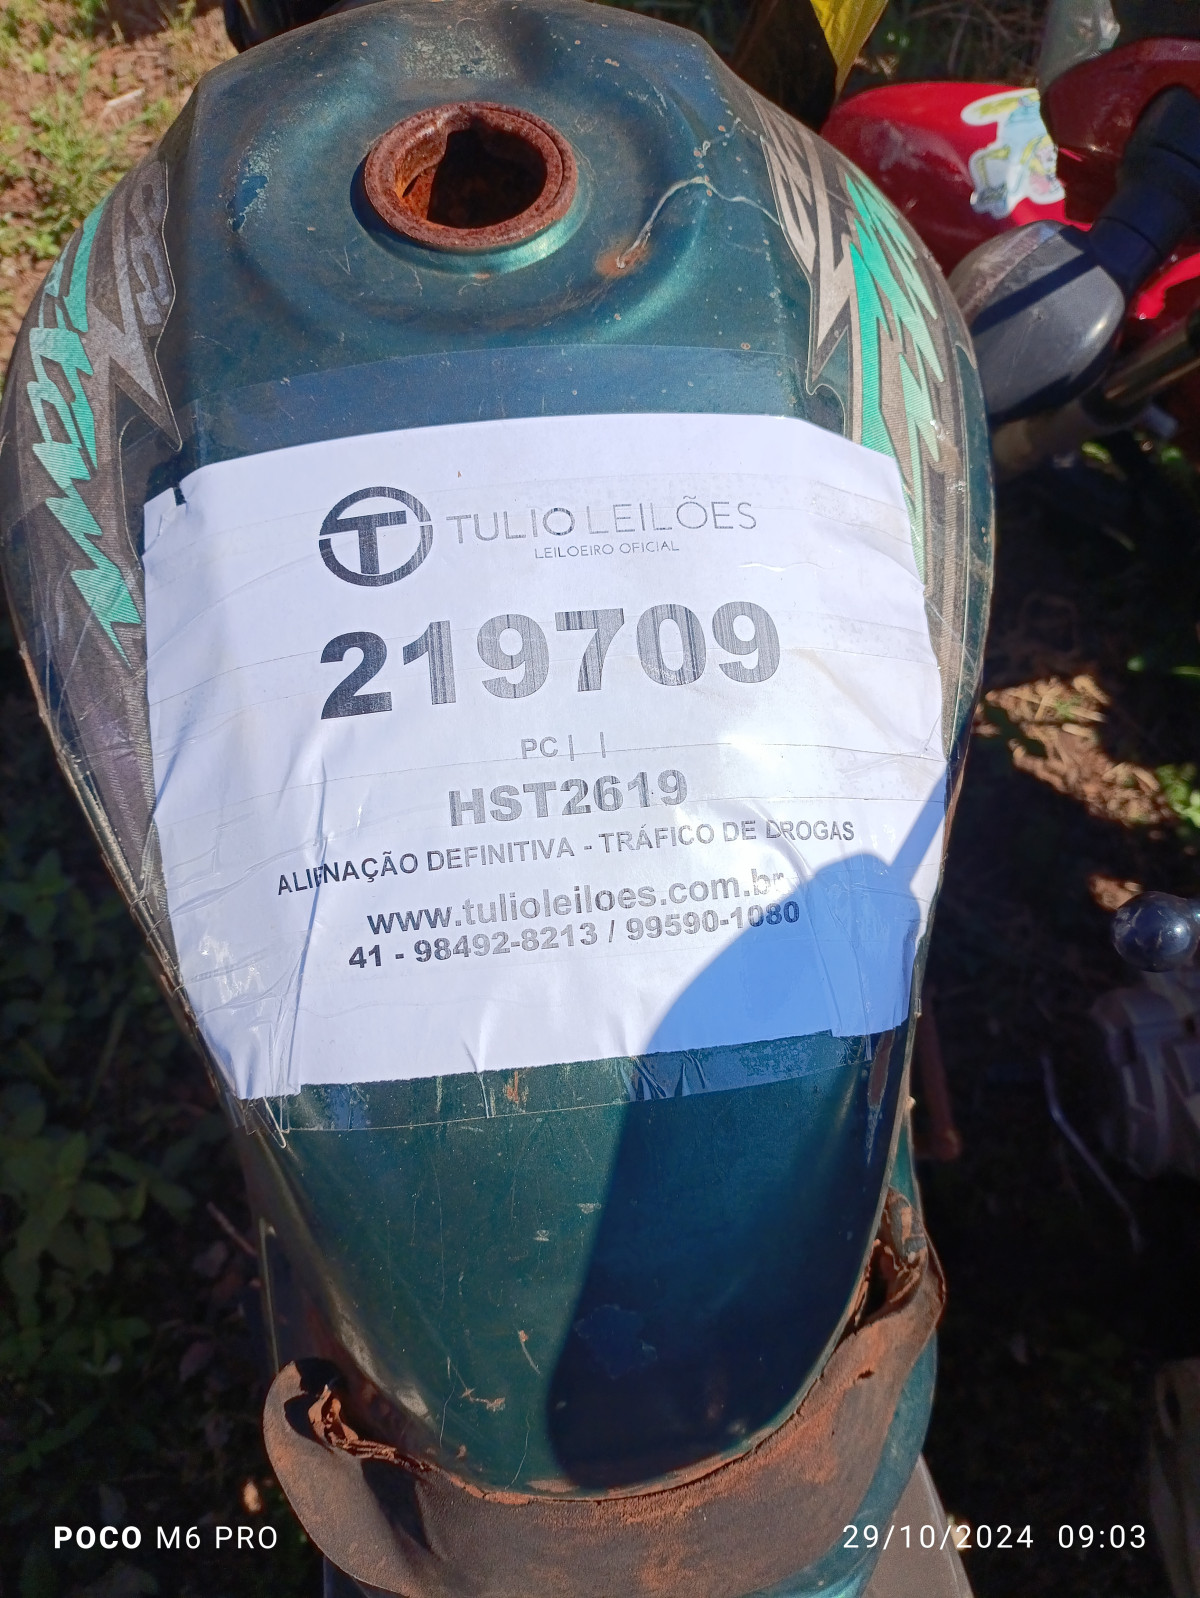 Titan
TULIO LEILÕES
LEILOEIRO OFICIAL
219709
PC | |
HST2619
ALIENAÇÃO DEFINITIVA - TRÁFICO DE DROGAS
www.tulioleiloes.com.br
41 - 98492-8213 / 99590-1080
POCO M6 PRO
29/10/2024 09:03